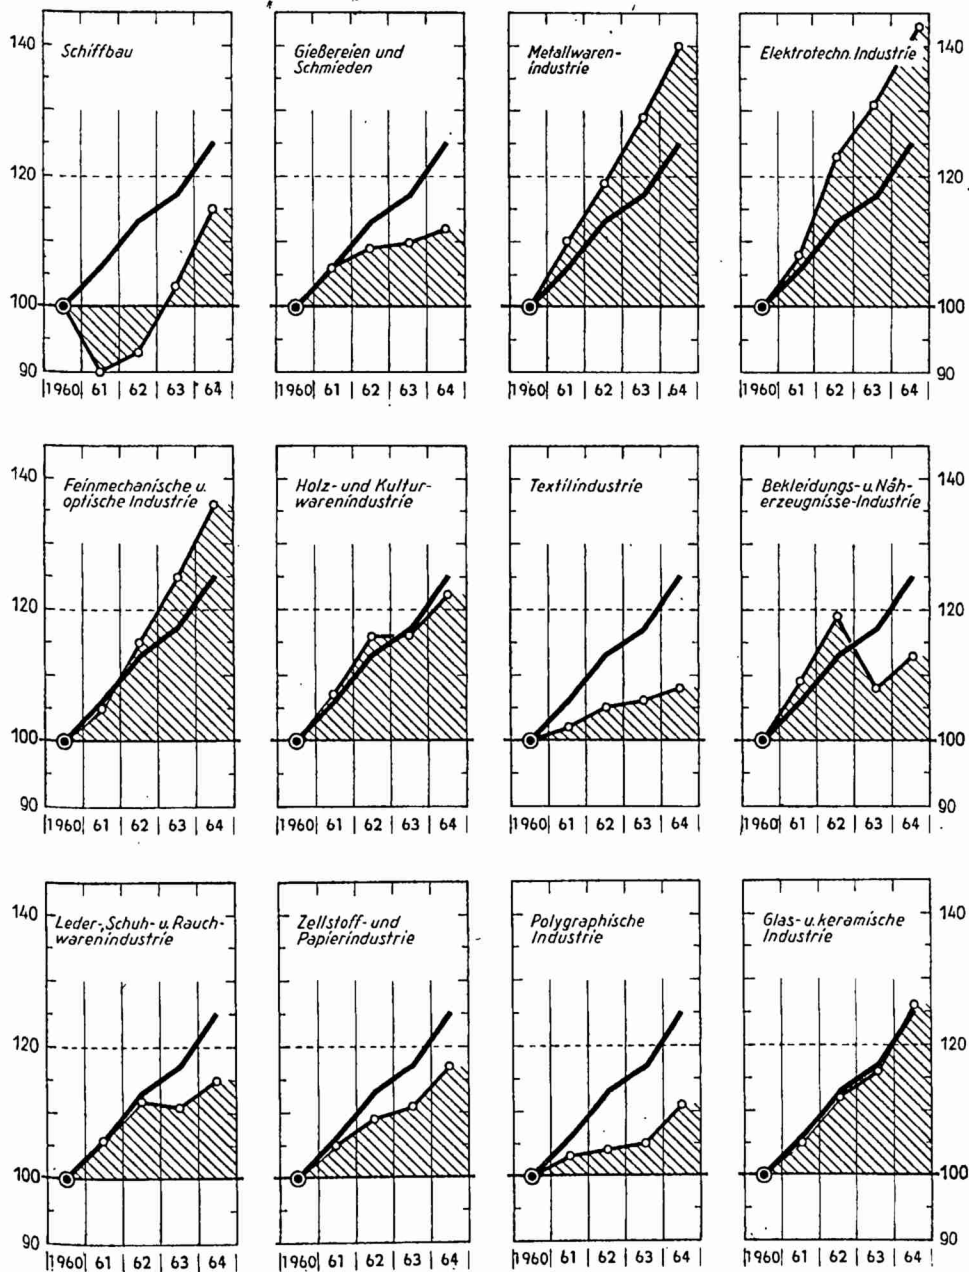 140
120
100
90
Schiffbau
Gießereien und
Schmieden
Metallwaren-
industrie
Elektrotechn. Industrie
140
120
100
90
|1960| 61 | 62 | 63 | 64 |
|1960| 61 | 62 | 63 | 64 |
|1960| 61 | 62 | 63 | 64 |
|1960| 61 | 62 | 63 | 64 |
140
120
100
90
Feinmechanische u.
optische Industrie
Holz- und Kultur-
warenindustrie
Textilindustrie
Bekleidungs- u. Näh-
erzeugnisse-Industrie
140
120
100
90
|1960| 61 | 62 | 63 | 64 |
|1960| 61 | 62 | 63 | 64 |
|1960| 61 | 62 | 63 | 64 |
|1960| 61 | 62 | 63 | 64 |
140
120
100
90
Leder-, Schuh- u. Rauch-
warenindustrie
Zellstoff- und
Papierindustrie
Polygraphische
Industrie
Glas- u. keramische
Industrie
140
120
100
90
|1960| 61 | 62 | 63 | 64 |
|1960| 61 | 62 | 63 | 64 |
|1960| 61 | 62 | 63 | 64 |
|1960| 61 | 62 | 63 | 64 |